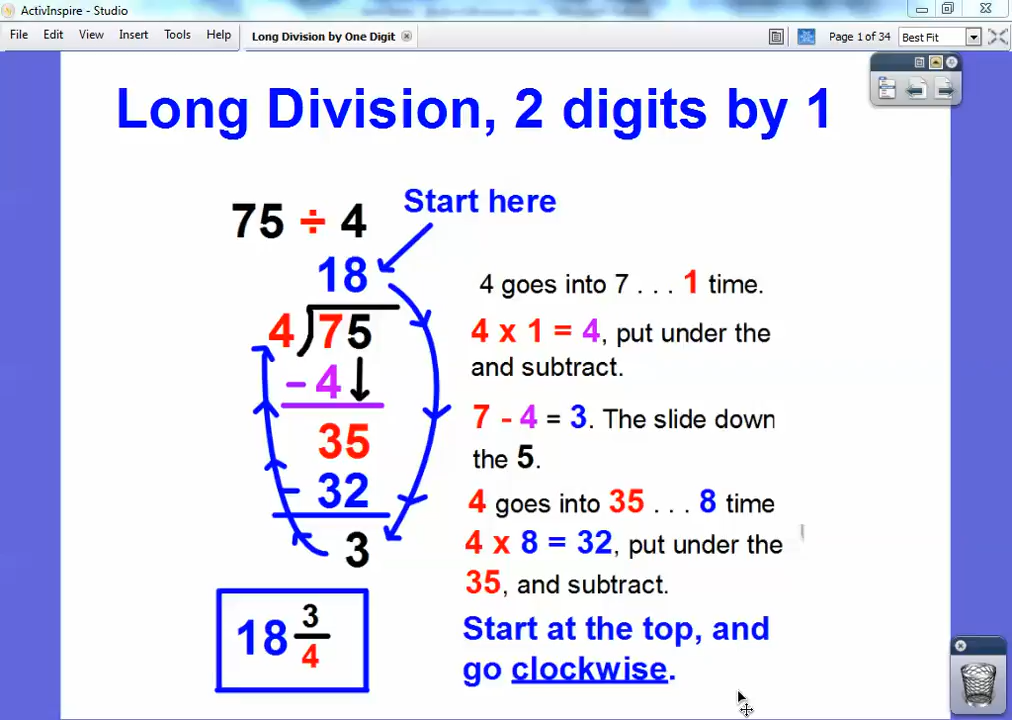 ActivInspire - Studio
File Edit View Insert Tools Help Long Division by One Digit Page 1 of 34 Best Fit
Long Division, 2 digits by 1
Start here
75 ÷ 4
18
4 goes into 7 . . . 1 time.
4 75
4 x 1 = 4, put under the
and subtract.
- 4
7 - 4 = 3. The slide down
35
the 5.
- 32
4 goes into 35 . . . 8 time
3
4 x 8 = 32, put under the
35, and subtract.
18 3/4
Start at the top, and
go clockwise.